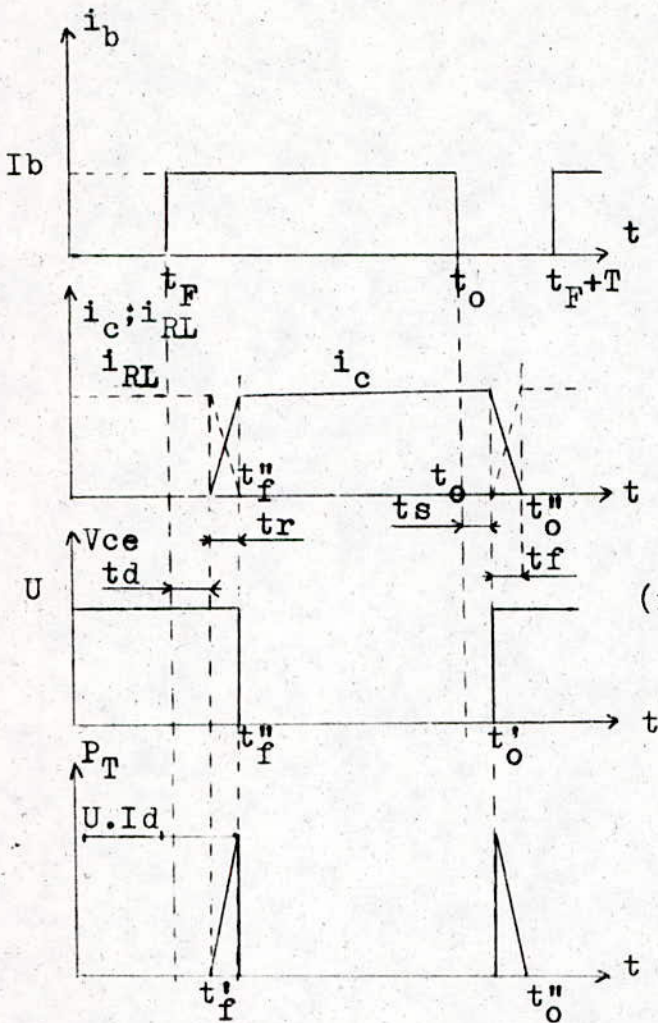 i_b
Ib
t
t_F
t_o
t_F+T
i_c;i_RL
i_RL
i_c
t"_f
t_o
t"_o
t
tr
ts
Vce
td
tf
U
(
t"_f
t'_o
t
P_T
U.Id
t'_f
t"_o
t